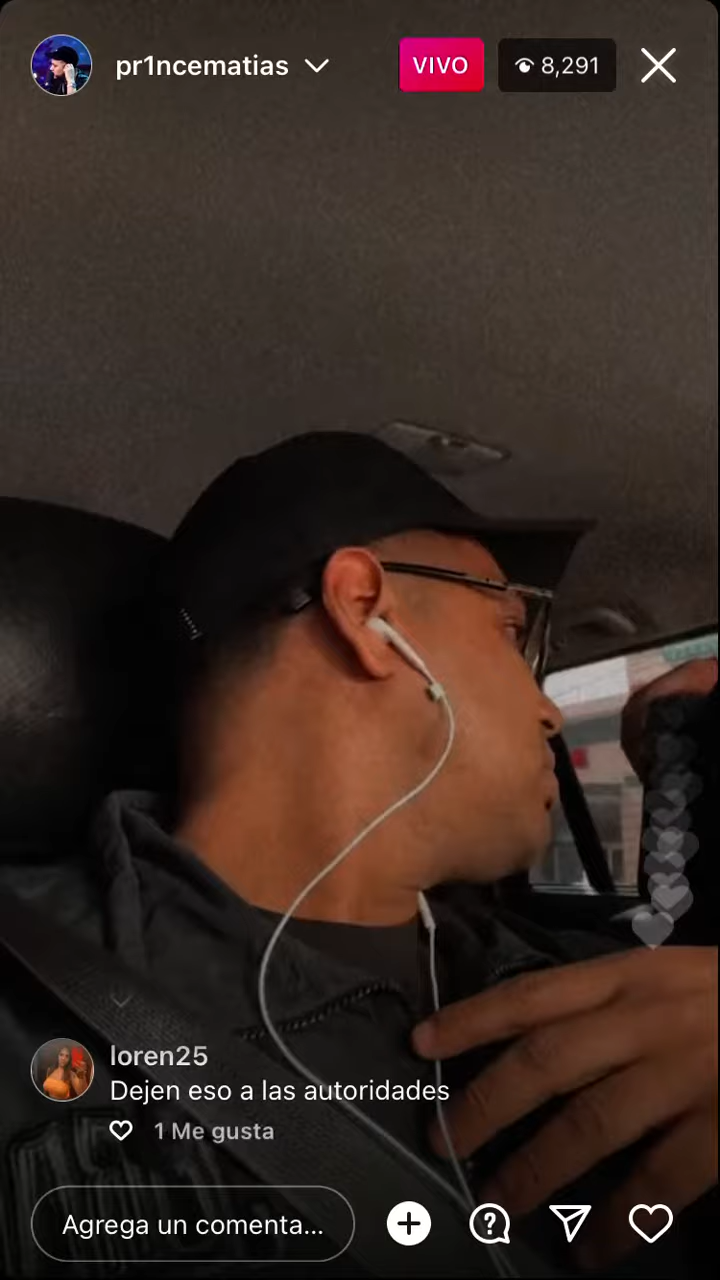 pr1ncematias
VIVO
8,291
loren25
Dejen eso a las autoridades
1 Me gusta
Agrega un comenta...